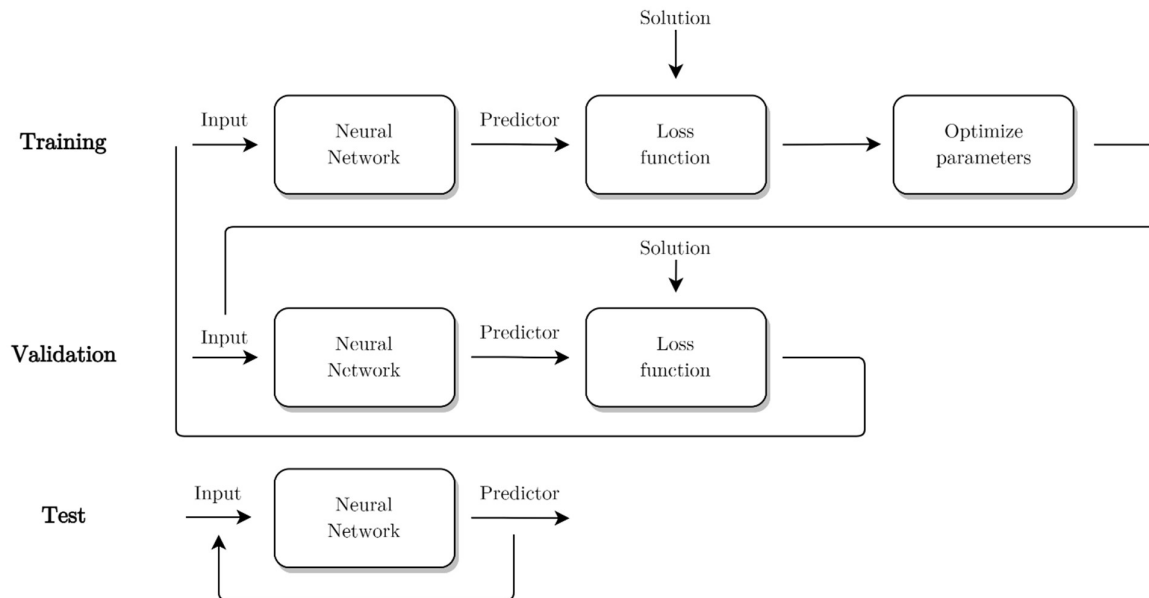 Solution
Input
Predictor
Training
Neural
Network
Loss
function
Optimize
parameters
Solution
Input
Predictor
Validation
Neural
Network
Loss
function
Input
Predictor
Test
Neural
Network